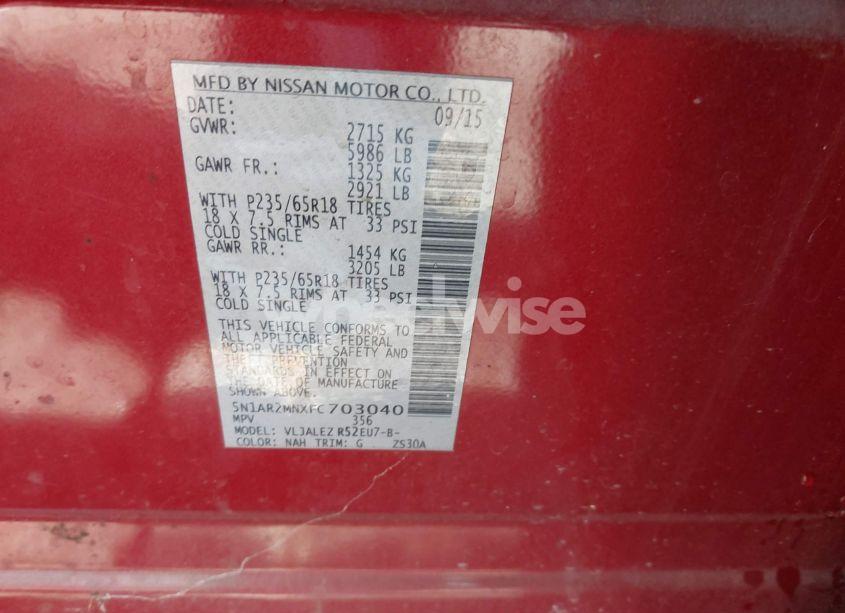 MFD BY NISSAN MOTOR CO., LTD.
DATE: 09/15
GVWR: 2715 KG
5986 LB
GAWR FR.: 1325 KG
2921 LB
WITH P235/65R18 TIRES
18 X 7.5 RIMS AT 33 PSI
COLD SINGLE
GAWR RR.: 1454 KG
3205 LB
WITH P235/65R18 TIRES
18 X 7.5 RIMS AT 33 PSI
COLD SINGLE
wheelwise
THIS VEHICLE CONFORMS TO
ALL APPLICABLE FEDERAL
MOTOR VEHICLE SAFETY AND
THEFT PREVENTION
STANDARDS IN EFFECT ON
THE DATE OF MANUFACTURE
SHOWN ABOVE.
5N1AR2MNXFC703040
MPV 356
MODEL: VLJALEZ R52EU7-B-
COLOR: NAH TRIM: G ZS30A